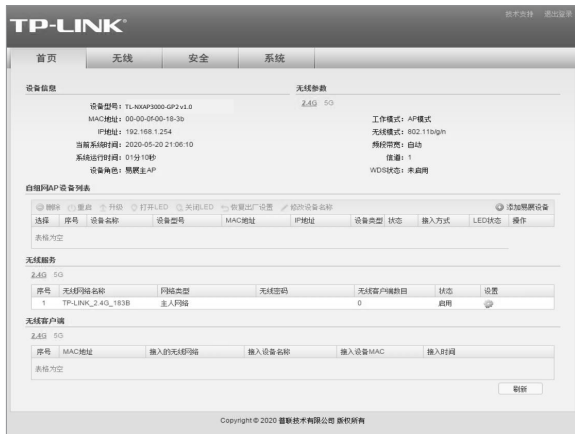 技术支持 退出登录
TP-LINK®
首页 无线 安全 系统
设备信息
设备型号：TL-NXAP3000-GP2 v1.0
MAC地址：00-00-0f-00-18-3b
IP地址：192.168.1.254
当前系统时间：2020-05-20 21:06:10
系统运行时间：01分10秒
设备角色：易展主AP
无线参数
2.4G 5G
工作模式：AP模式
无线模式：802.11b/g/n
频段带宽：自动
信道：1
WDS状态：未启用
自组网AP设备列表
删除 重启 升级 打开LED 关闭LED 恢复出厂设置 修改设备名称 添加易展设备
选择 序号 设备名称 设备型号 MAC地址 IP地址 设备类型 状态 接入方式 LED状态 操作
表格为空
无线服务
2.4G 5G
序号 无线网络名称 网络类型 无线密码 无线客户端数目 状态 设置
1 TP-LINK_2.4G_183B 主人网络 0 启用
无线客户端
2.4G 5G
序号 MAC地址 接入的无线网络 接入设备名称 接入设备MAC 接入时间
表格为空
刷新
Copyright © 2020 普联技术有限公司 版权所有